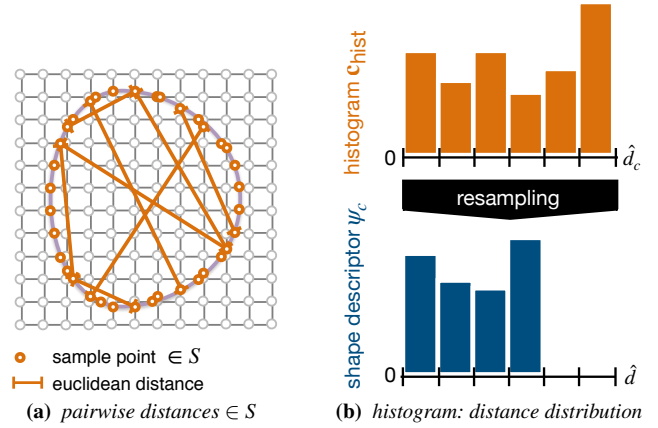 sample point ∈ S
euclidean distance
(a) pairwise distances ∈ S
histogram c_hist
0
d̂_c
resampling
shape descriptor ψ_c
0
d̂
(b) histogram: distance distribution